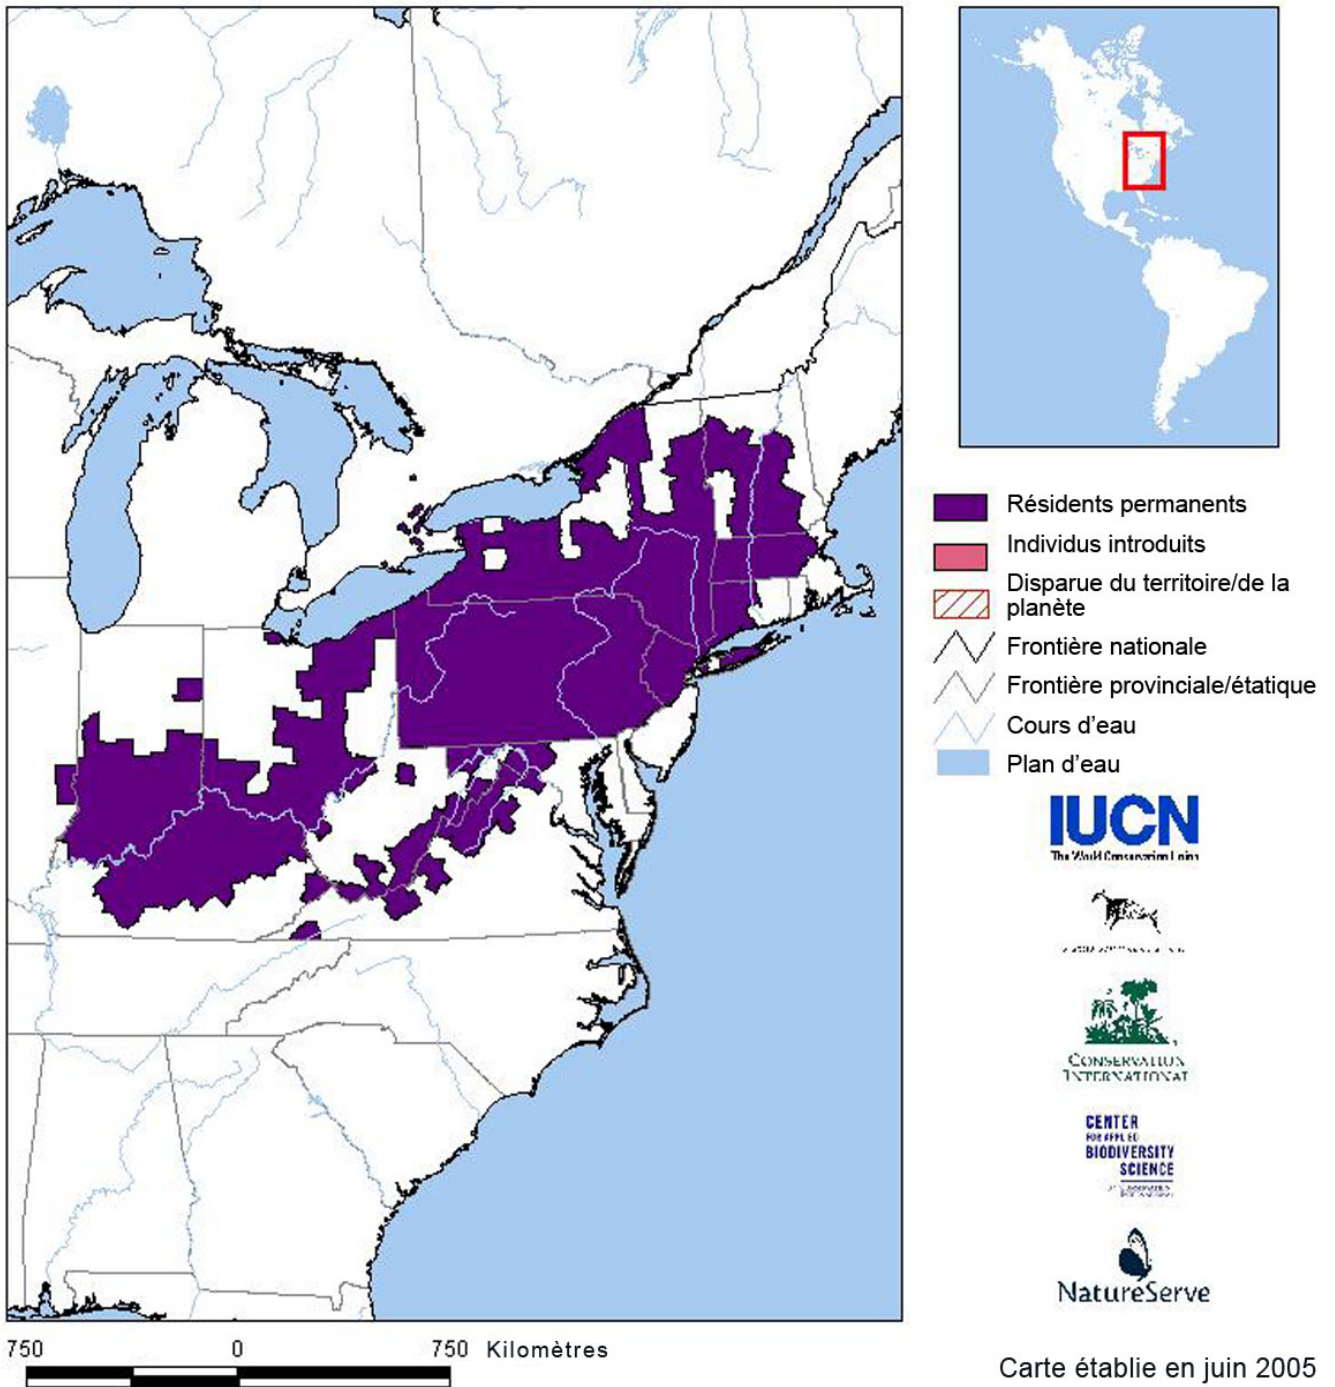 Résidents permanents
Individus introduits
Disparue du territoire/de la
planète
Frontière nationale
Frontière provinciale/étatique
Cours d'eau
Plan d'eau
IUCN
The World Conservation Union
CONSERVATION
INTERNATIONAL
CENTER
FOR APPLIED
BIODIVERSITY
SCIENCE
NatureServe
750 0 750 Kilomètres
Carte établie en juin 2005